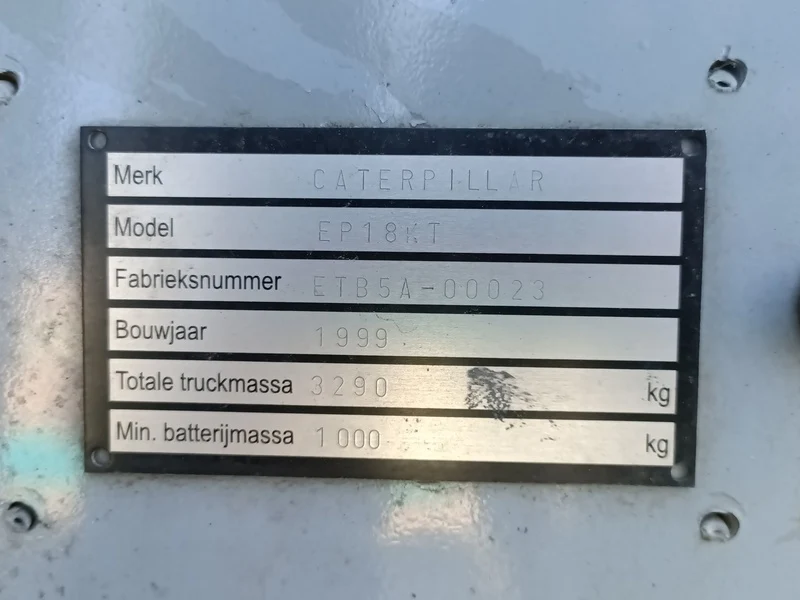 Merk CATERPILLAR
Model EP18KT
Fabrieksnummer ETB5A-00023
Bouwjaar 1999
Totale truckmassa 3290 kg
Min. batterijmassa 1000 kg